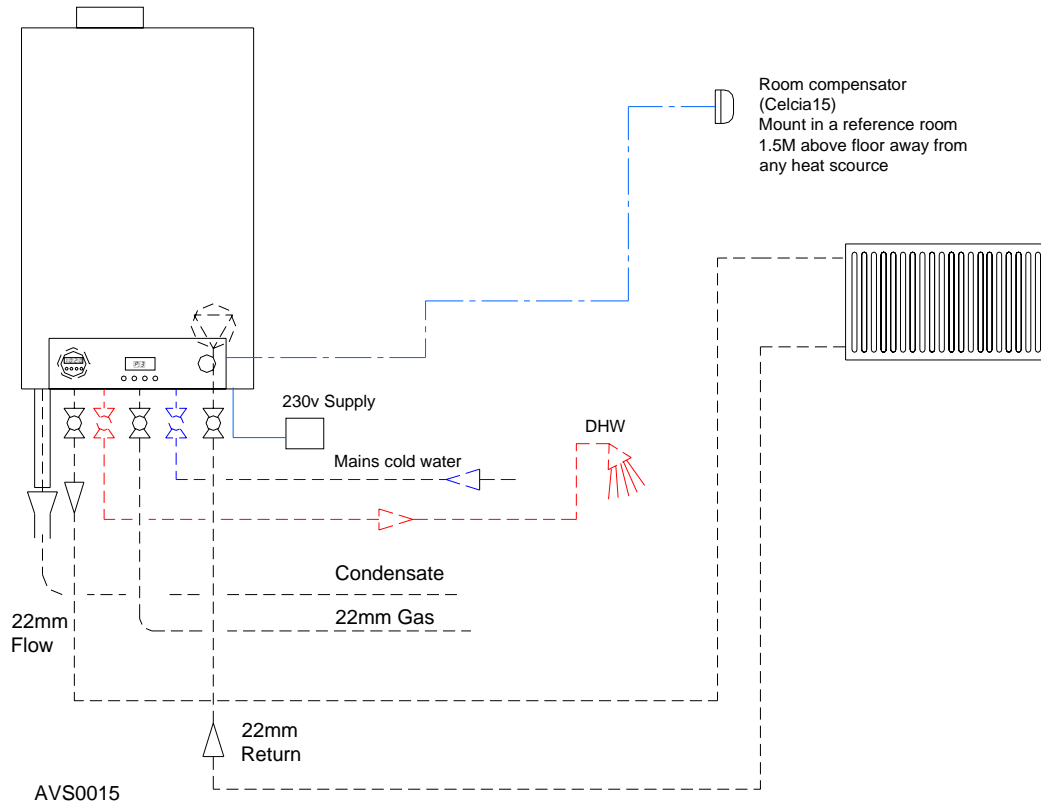 Room compensator
(Celcia15)
Mount in a reference room
1.5M above floor away from
any heat scource
230v Supply
DHW
Mains cold water
Condensate
22mm Gas
22mm
Flow
22mm
Return
AVS0015